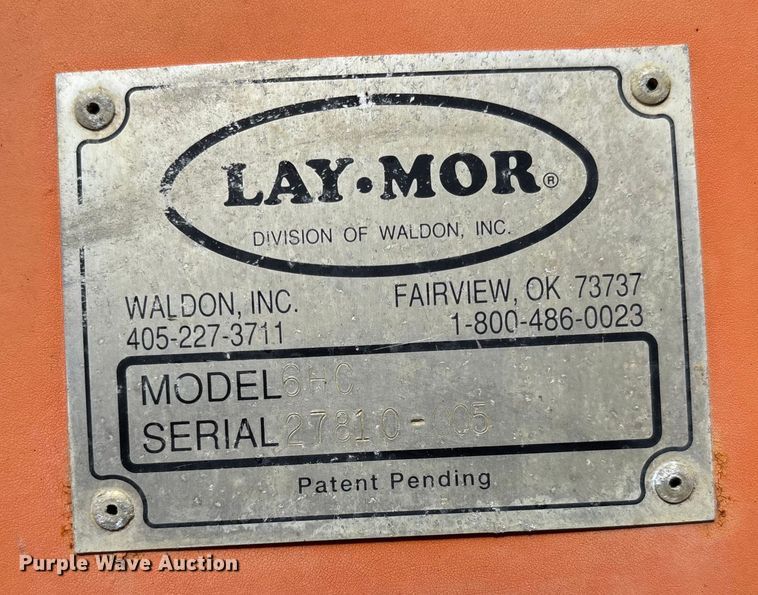 LAY•MOR®
DIVISION OF WALDON, INC.
WALDON, INC. FAIRVIEW, OK 73737
405-227-3711 1-800-486-0023
MODEL 6HC
SERIAL 27810-005
Patent Pending
Purple Wave Auction